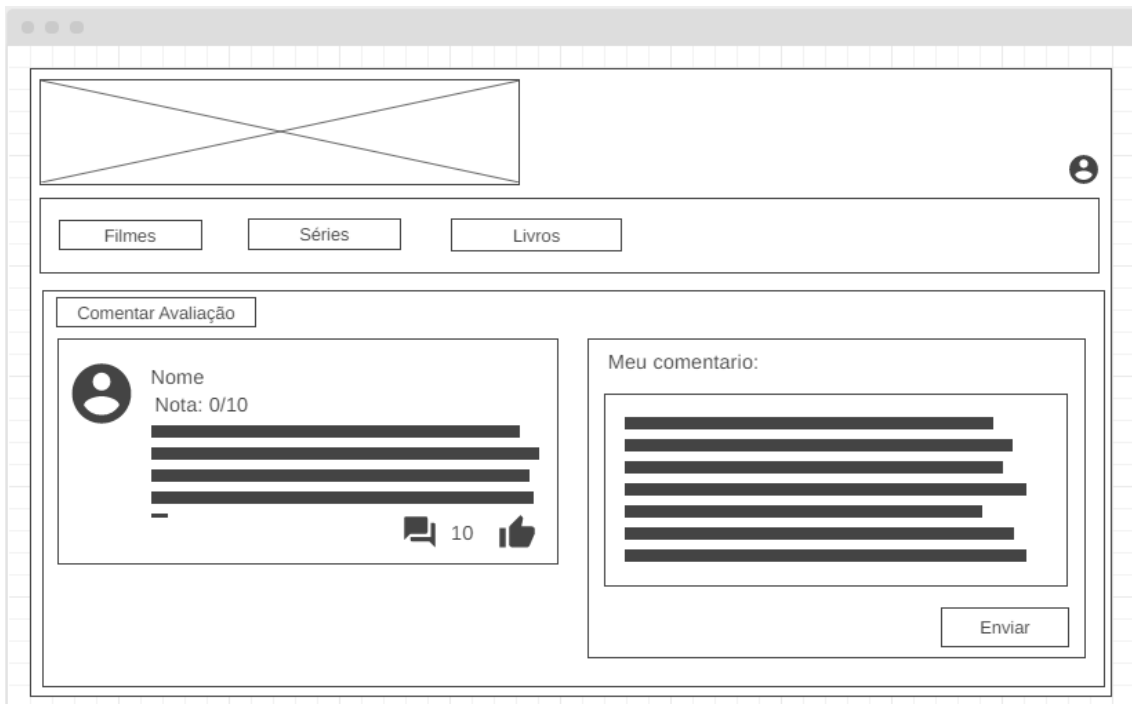 Filmes
Séries
Livros
Comentar Avaliação
Nome
Nota: 0/10
10
Meu comentario:
Enviar